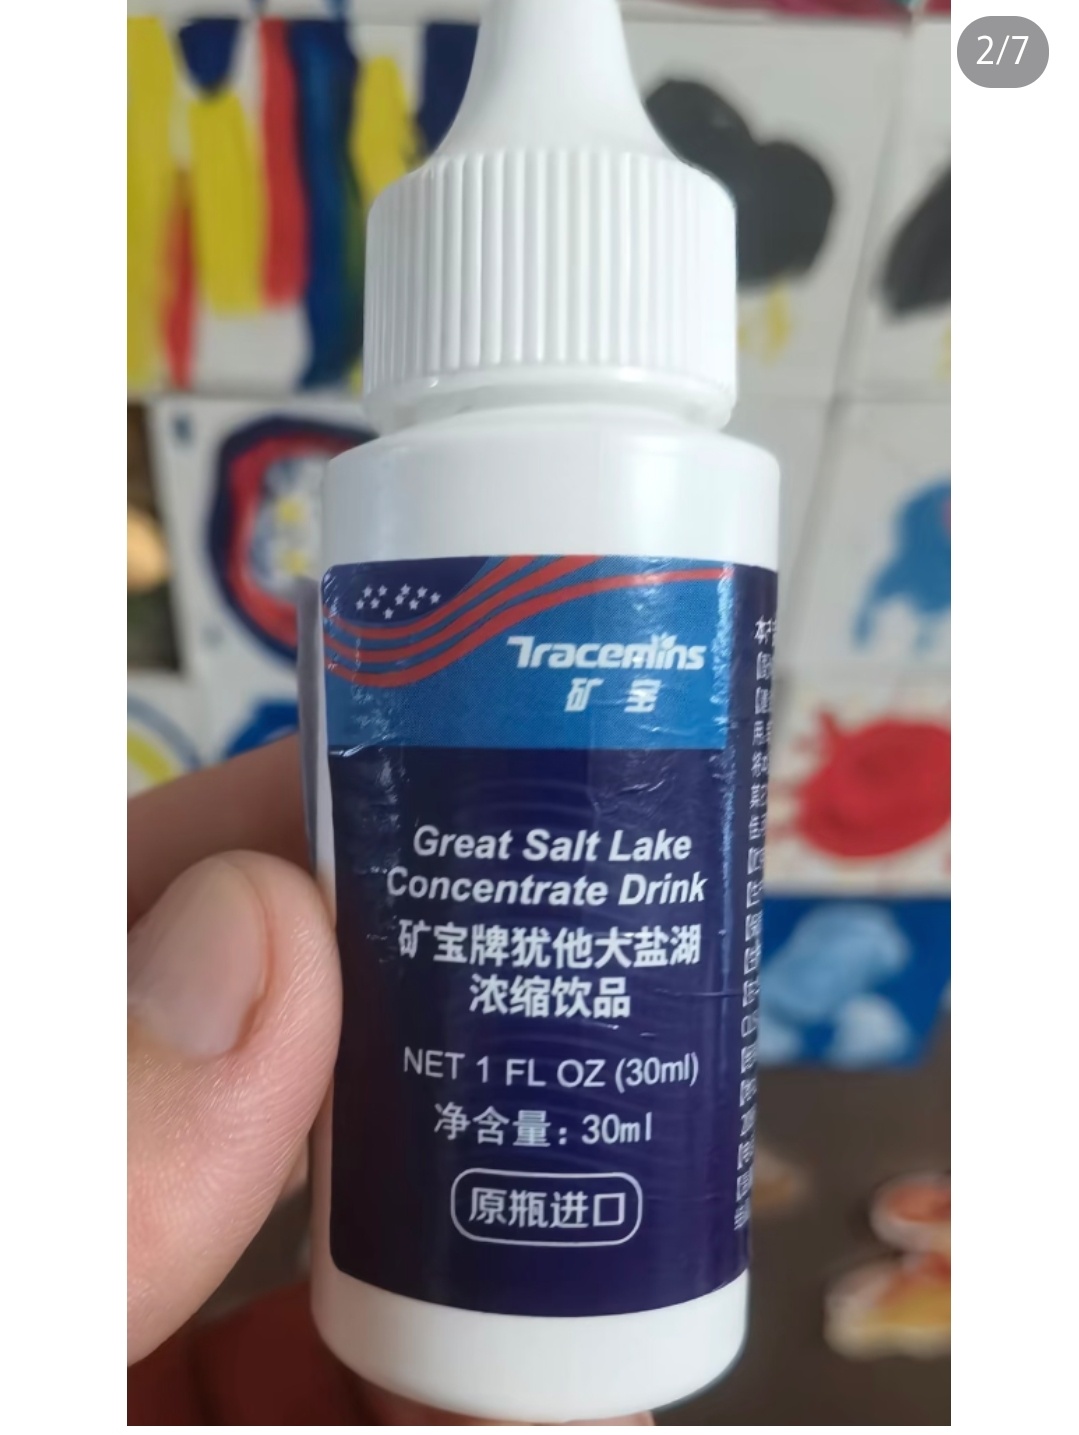 2/7
Tracemins
矿宝
Great Salt Lake
Concentrate Drink
矿宝牌犹他大盐湖
浓缩饮品
NET 1 FL OZ (30ml)
净含量：30ml
原瓶进口